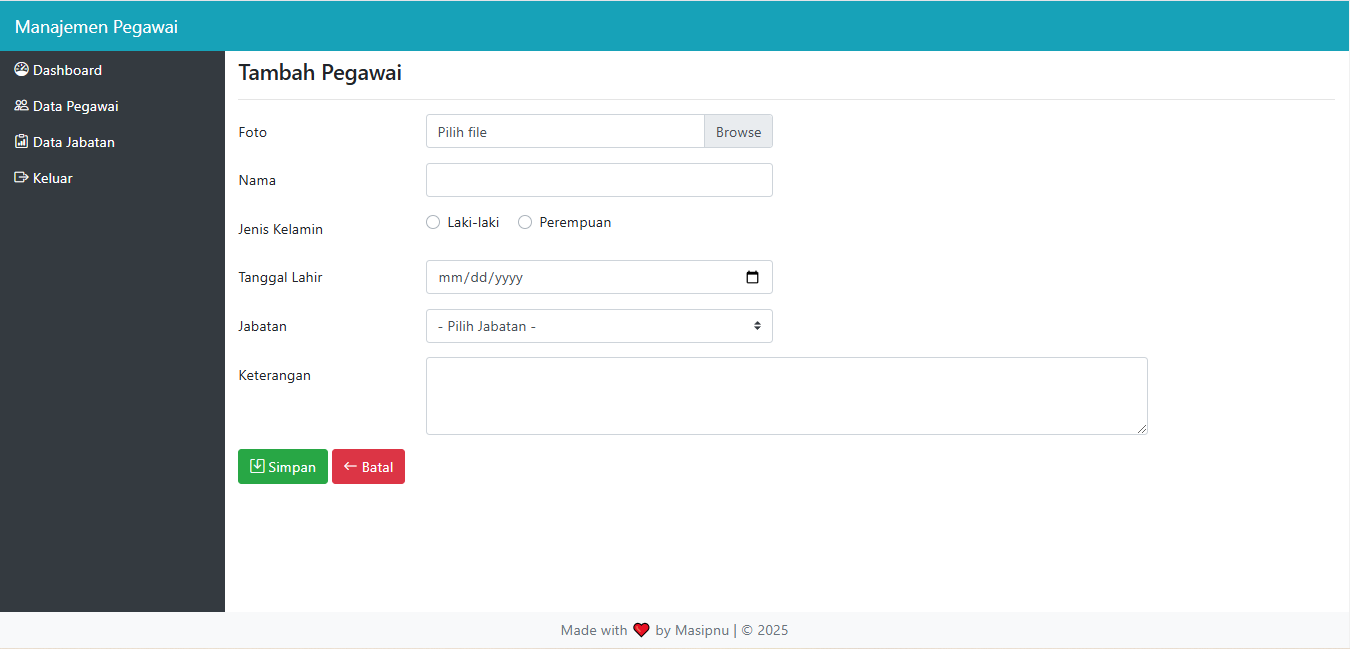 Manajemen Pegawai
Dashboard
Data Pegawai
Data Jabatan
Keluar
Tambah Pegawai
Foto Pilih file Browse
Nama
Jenis Kelamin Laki-laki Perempuan
Tanggal Lahir mm/dd/yyyy
Jabatan - Pilih Jabatan -
Keterangan
Simpan Batal
Made with ❤️ by Masipnu | © 2025